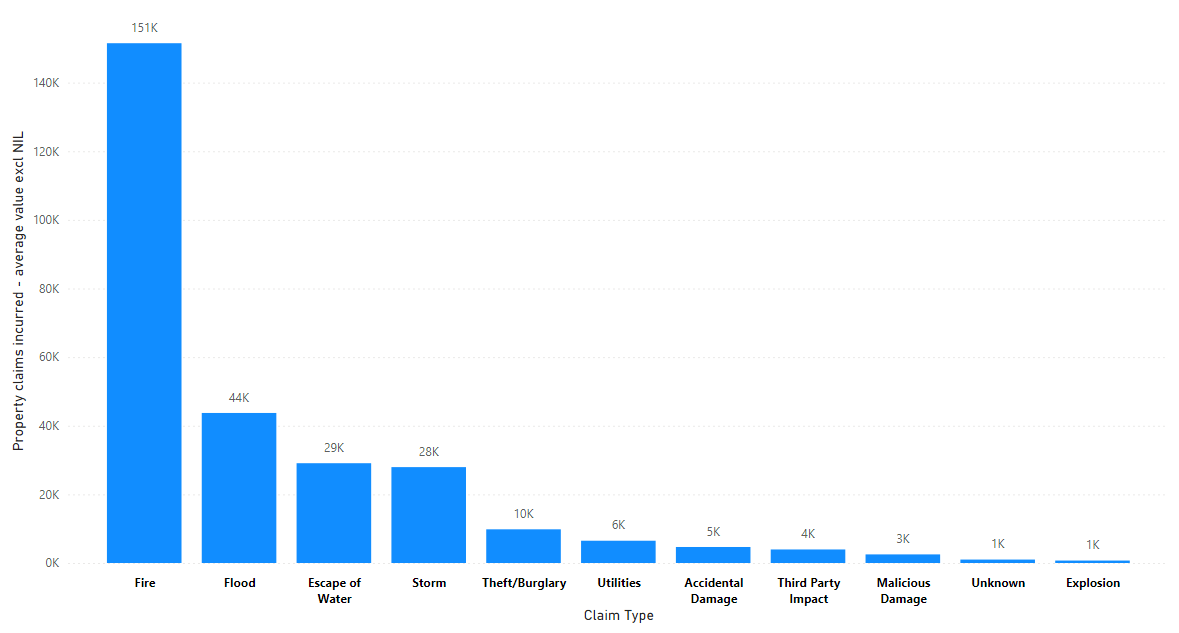 Property claims incurred - average value excl NIL
140K
120K
100K
80K
60K
40K
20K
0K
151K
44K
29K
28K
10K
6K
5K
4K
3K
1K
1K
Fire
Flood
Escape of
Water
Storm
Theft/Burglary
Utilities
Accidental
Damage
Third Party
Impact
Malicious
Damage
Unknown
Explosion
Claim Type